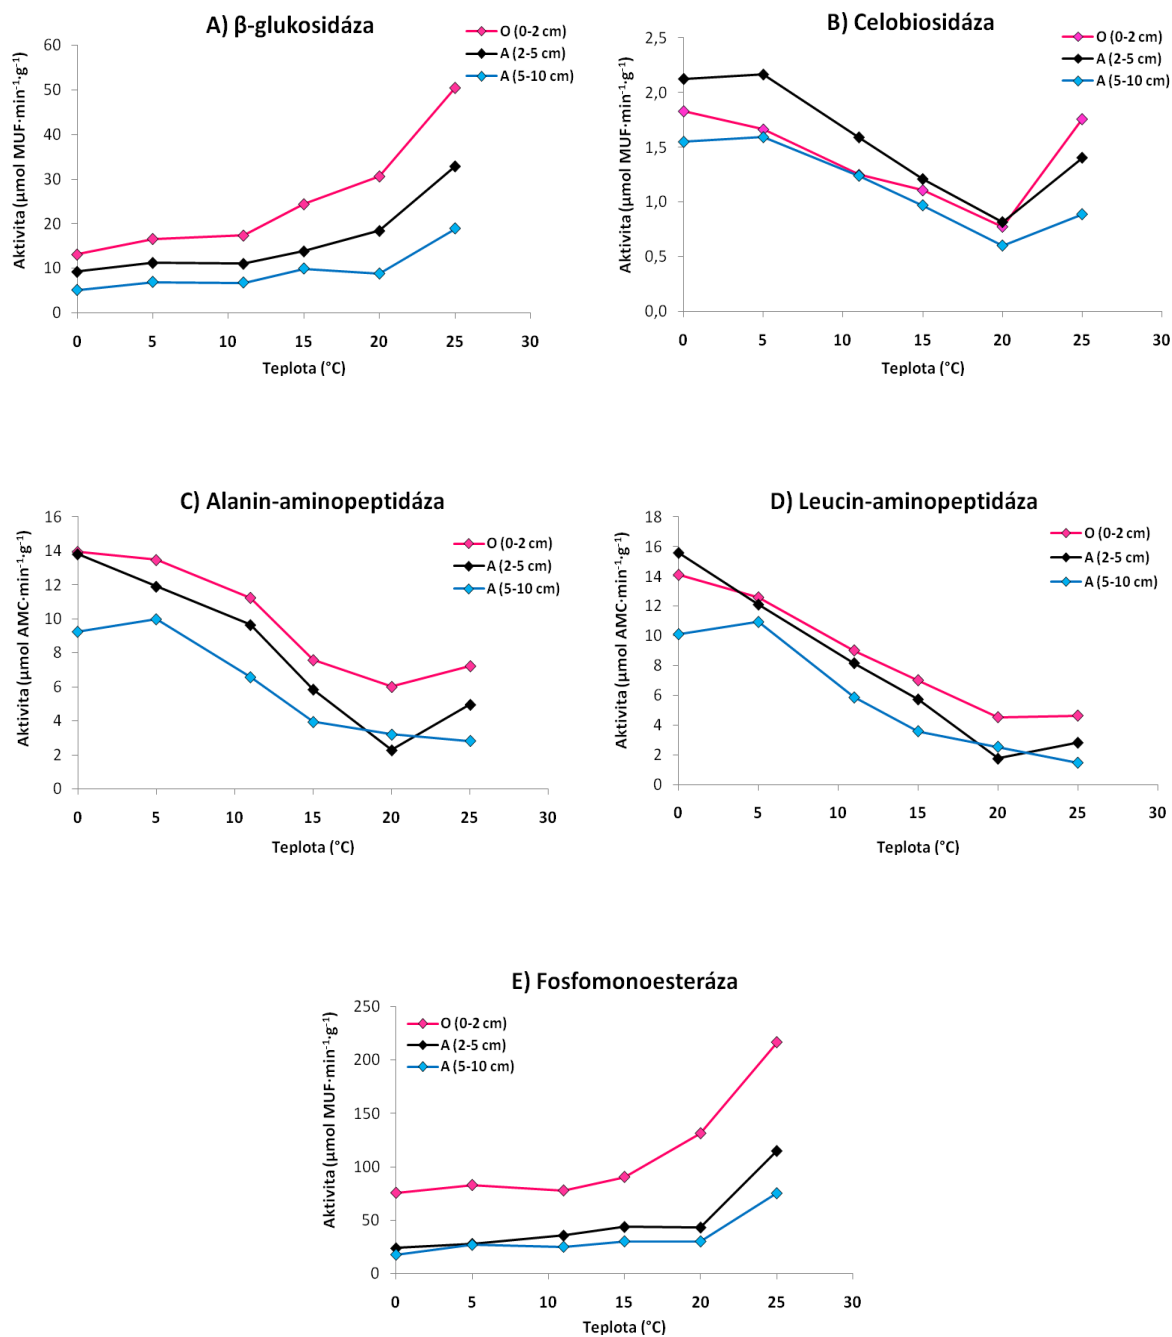 A) β-glukosidáza
O (0-2 cm)
A (2-5 cm)
A (5-10 cm)
Aktivita (µmol MUF·min⁻¹·g⁻¹)
60
50
40
30
20
10
0
0 5 10 15 20 25 30
Teplota (°C)
B) Celobiosidáza
O (0-2 cm)
A (2-5 cm)
A (5-10 cm)
Aktivita (µmol MUF·min⁻¹·g⁻¹)
2,5
2,0
1,5
1,0
0,5
0,0
0 5 10 15 20 25 30
Teplota (°C)
C) Alanin-aminopeptidáza
O (0-2 cm)
A (2-5 cm)
A (5-10 cm)
Aktivita (µmol AMC·min⁻¹·g⁻¹)
16
14
12
10
8
6
4
2
0
0 5 10 15 20 25 30
Teplota (°C)
D) Leucin-aminopeptidáza
O (0-2 cm)
A (2-5 cm)
A (5-10 cm)
Aktivita (µmol AMC·min⁻¹·g⁻¹)
18
16
14
12
10
8
6
4
2
0
0 5 10 15 20 25 30
Teplota (°C)
E) Fosfomonoesteráza
O (0-2 cm)
A (2-5 cm)
A (5-10 cm)
Aktivita (µmol MUF·min⁻¹·g⁻¹)
250
200
150
100
50
0
0 5 10 15 20 25 30
Teplota (°C)